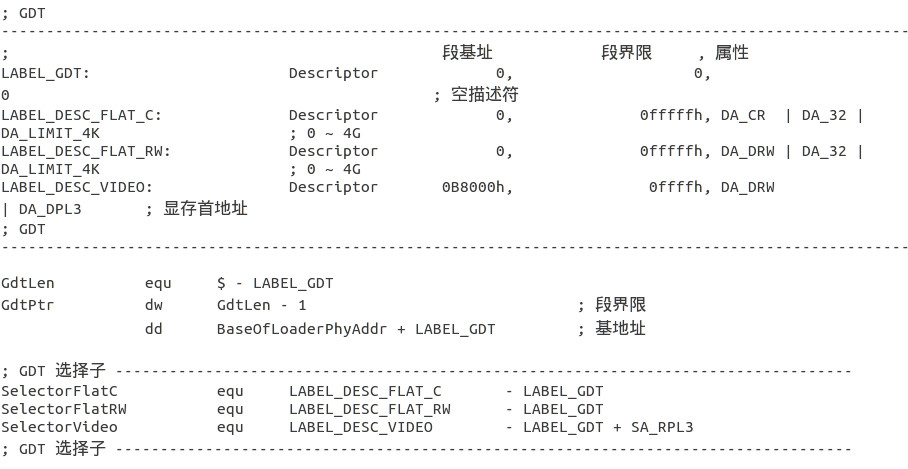 ; GDT
------------------------------------------------------------------------------------------------------
;                                                段基址            段界限     , 属性
LABEL_GDT:                      Descriptor             0,                    0,
0                                               ; 空描述符
LABEL_DESC_FLAT_C:              Descriptor             0,              0fffffh, DA_CR  | DA_32 |
DA_LIMIT_4K                     ; 0 ~ 4G
LABEL_DESC_FLAT_RW:             Descriptor             0,              0fffffh, DA_DRW | DA_32 |
DA_LIMIT_4K                     ; 0 ~ 4G
LABEL_DESC_VIDEO:               Descriptor       0B8000h,               0ffffh, DA_DRW
| DA_DPL3       ; 显存首地址
; GDT
------------------------------------------------------------------------------------------------------
GdtLen          equ     $ - LABEL_GDT
GdtPtr          dw      GdtLen - 1                              ; 段界限
                dd      BaseOfLoaderPhyAddr + LABEL_GDT         ; 基地址
; GDT 选择子 ----------------------------------------------------------------------------------
SelectorFlatC           equ     LABEL_DESC_FLAT_C       - LABEL_GDT
SelectorFlatRW          equ     LABEL_DESC_FLAT_RW      - LABEL_GDT
SelectorVideo           equ     LABEL_DESC_VIDEO        - LABEL_GDT + SA_RPL3
; GDT 选择子 ----------------------------------------------------------------------------------